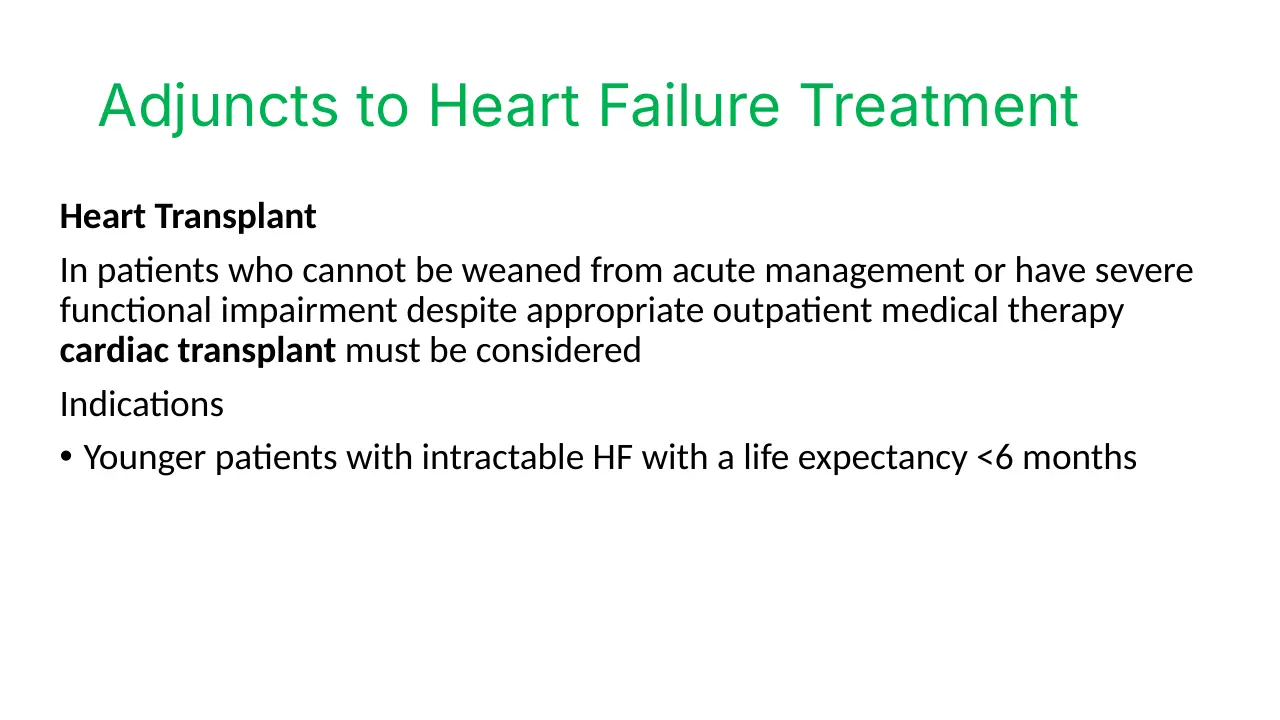 Adjuncts to Heart Failure Treatment
Heart Transplant
In patients who cannot be weaned from acute management or have severe
functional impairment despite appropriate outpatient medical therapy
cardiac transplant must be considered
Indications
• Younger patients with intractable HF with a life expectancy <6 months